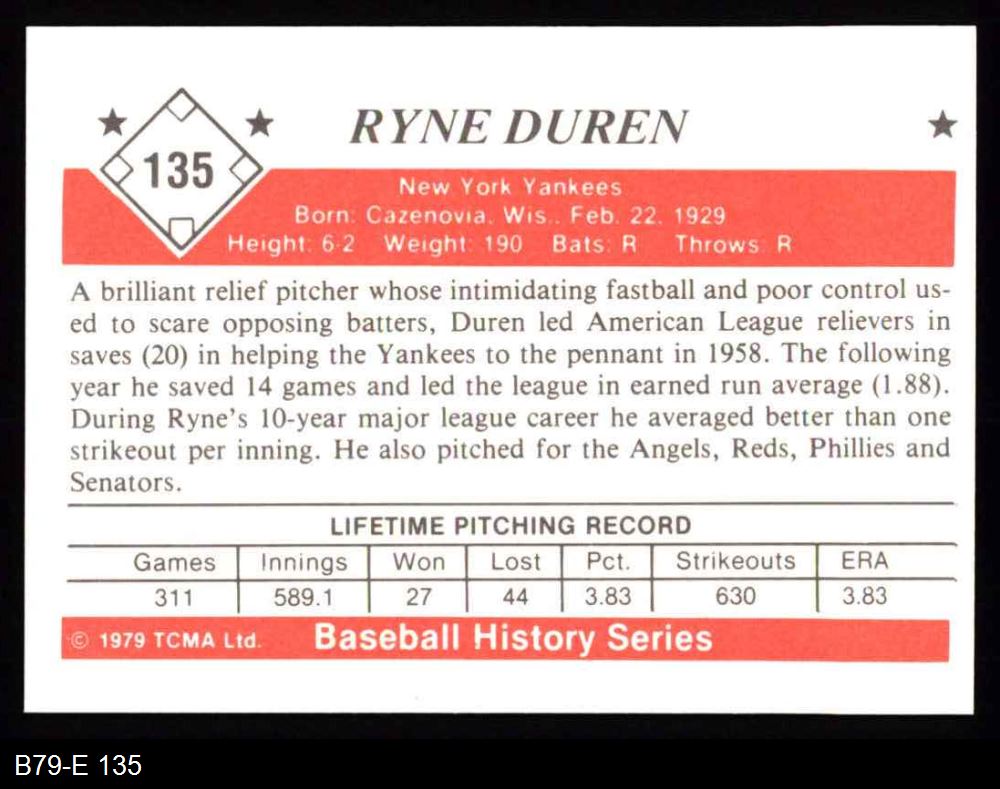 RYNE DUREN
135
New York Yankees
Born: Cazenovia, Wis., Feb. 22, 1929
Height: 6-2 Weight: 190 Bats: R Throws: R
A brilliant relief pitcher whose intimidating fastball and poor control us-
ed to scare opposing batters, Duren led American League relievers in
saves (20) in helping the Yankees to the pennant in 1958. The following
year he saved 14 games and led the league in earned run average (1.88).
During Ryne's 10-year major league career he averaged better than one
strikeout per inning. He also pitched for the Angels, Reds, Phillies and
Senators.
LIFETIME PITCHING RECORD
Games Innings Won Lost Pct. Strikeouts ERA
311 589.1 27 44 3.83 630 3.83
© 1979 TCMA Ltd. Baseball History Series
B79-E 135